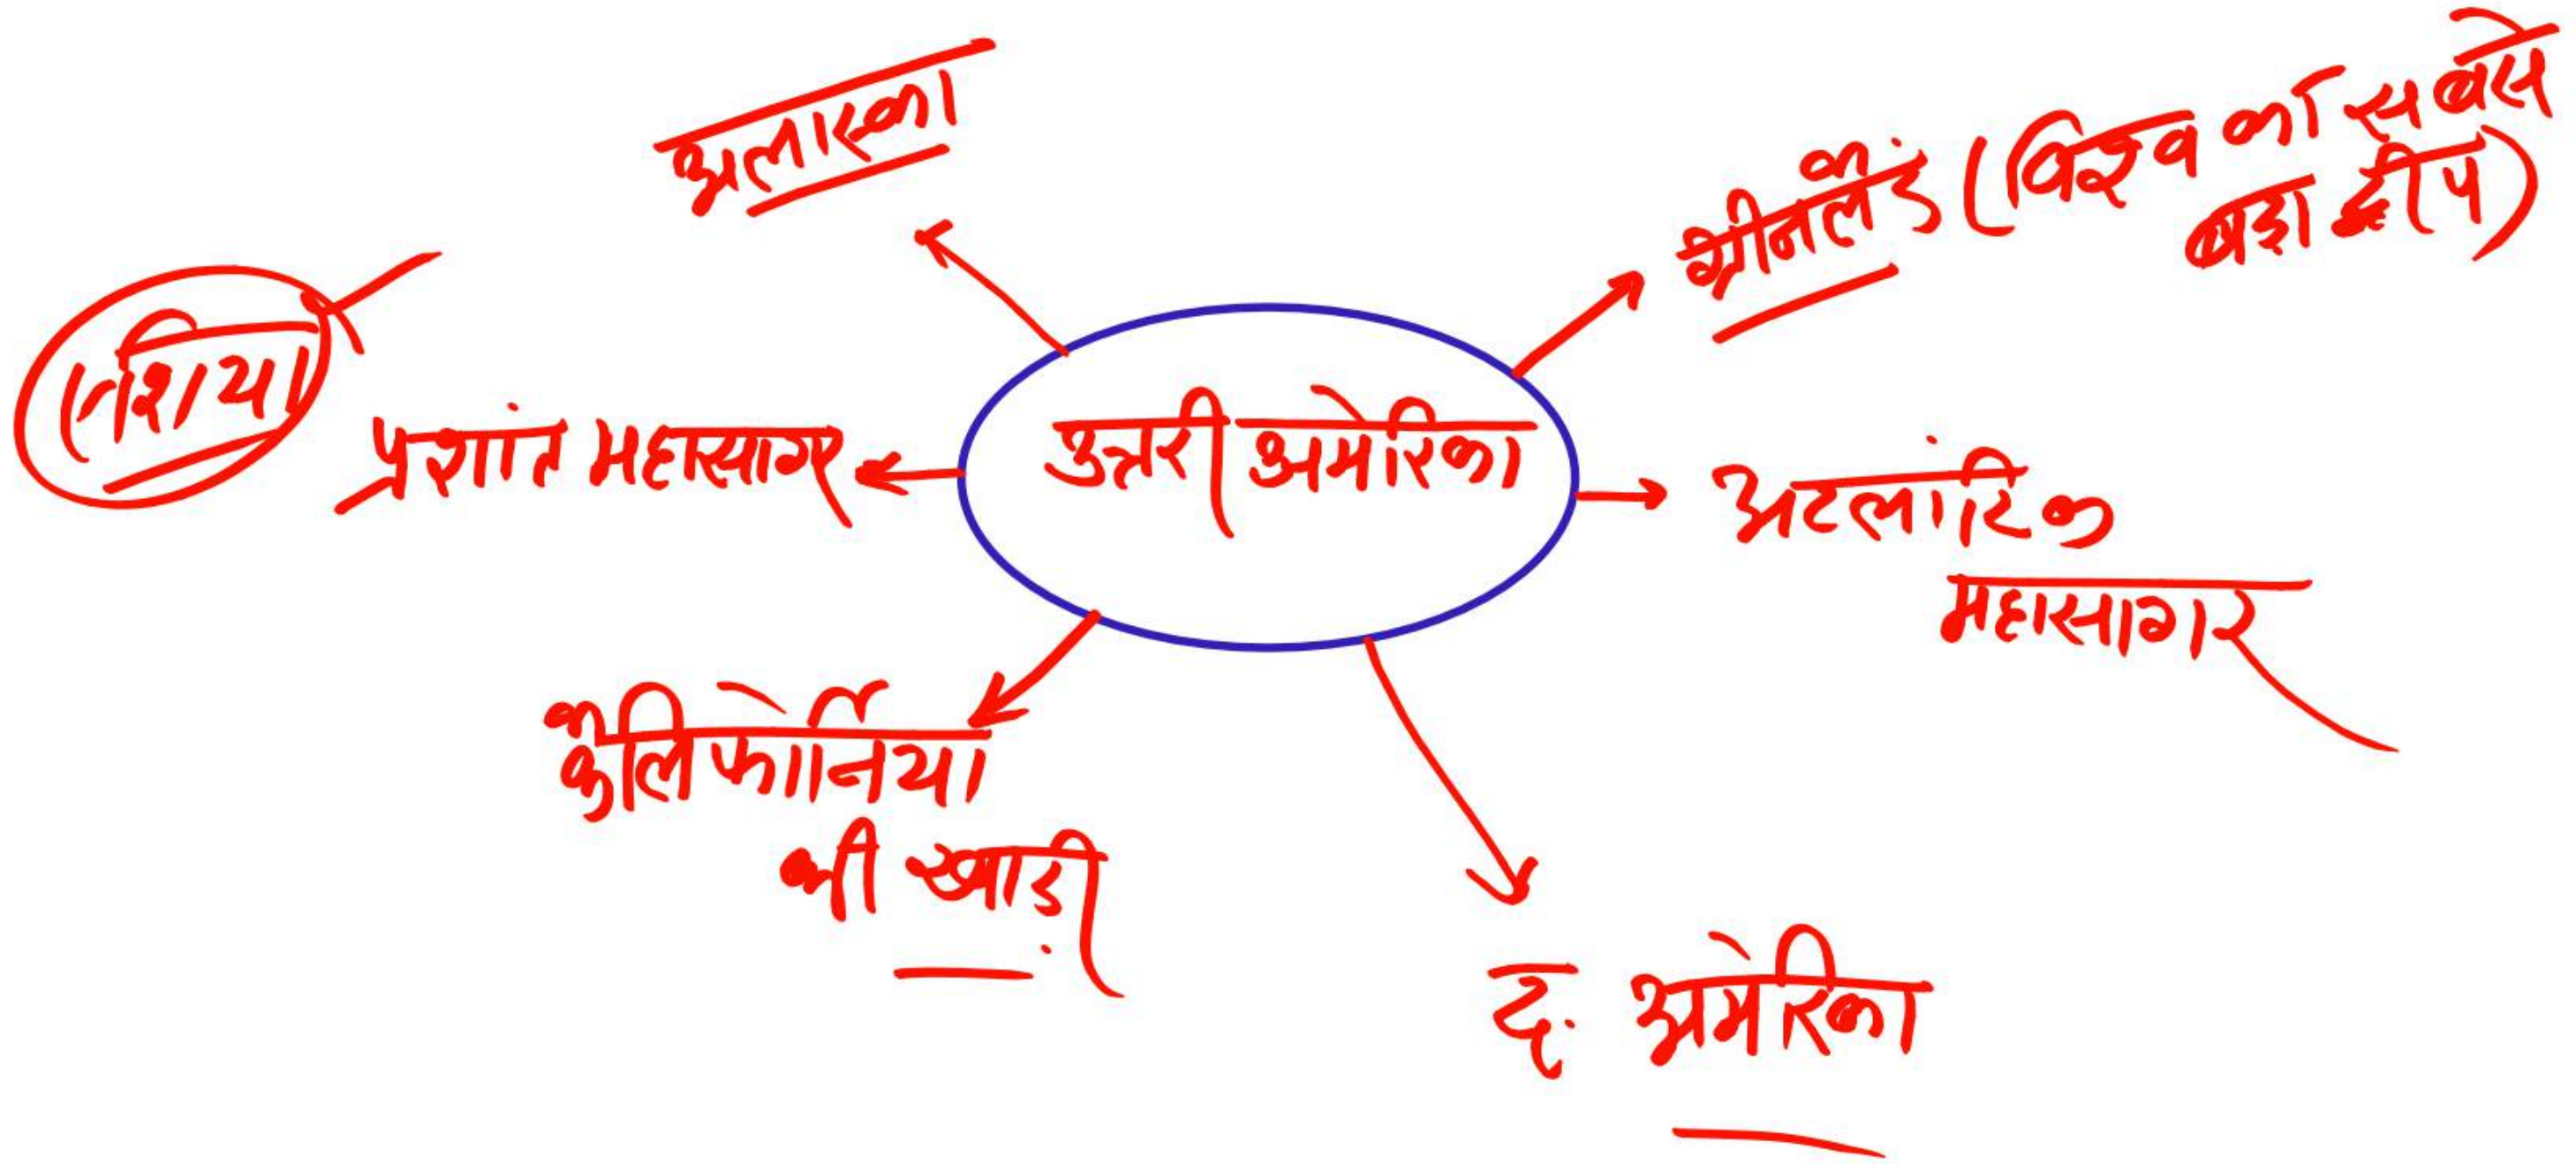 अलास्का
ग्रीनलैंड (विश्व का सबसे
बड़ा द्वीप)
एशिया
प्रशांत महासागर
उत्तरी अमेरिका
अटलांटिक
महासागर
कैलिफोर्निया
की खाड़ी
द. अमेरिका